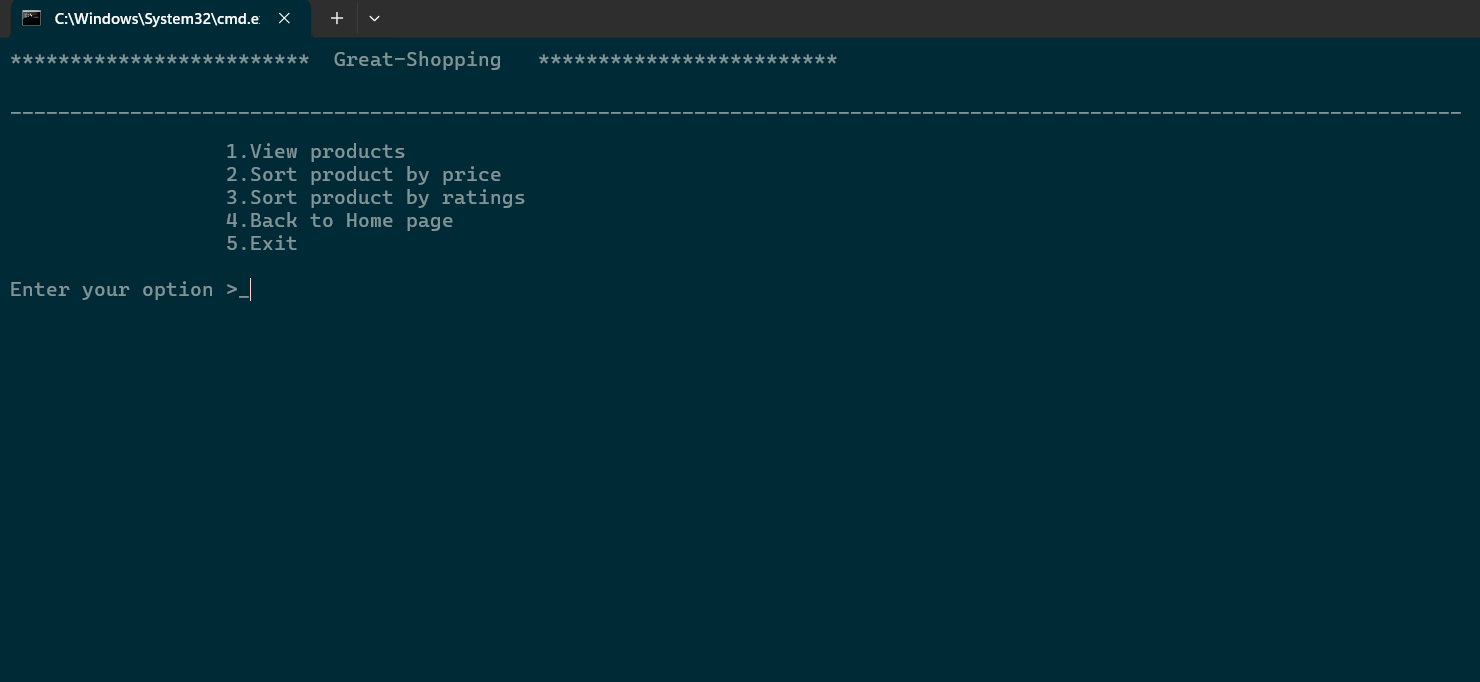 C:\Windows\System32\cmd.e
************************* Great-Shopping *************************
-------------------------------------------------------------------------------------------------------------------------
1.View products
2.Sort product by price
3.Sort product by ratings
4.Back to Home page
5.Exit
Enter your option >_